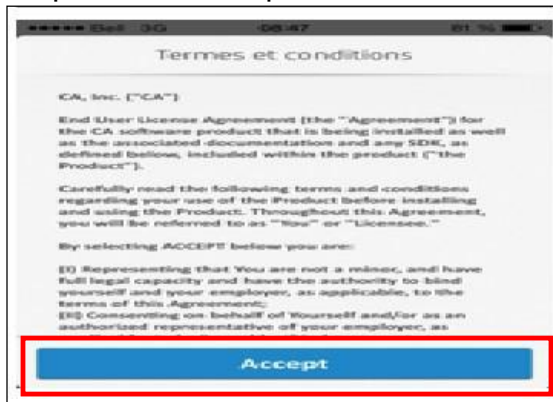 Bell 3G 08:47 81 %
Termes et conditions
CA, Inc. ("CA")
End User License Agreement (the "Agreement") for
the CA software product that is being installed as well
as the associated documentation and any SDK, as
defined below, included within the product ("the
Product").
Carefully read the following terms and conditions
regarding your use of the Product before installing
and using the Product. Throughout this Agreement,
you will be referred to as "You" or "Licensee."
By selecting ACCEPT below you are:
(I) Representing that You are not a minor, and have
full legal capacity and have the authority to bind
yourself and your employer, as applicable, to the
terms of this Agreement;
(II) Consenting on behalf of Yourself and/or as an
authorized representative of your employer, as
Accept